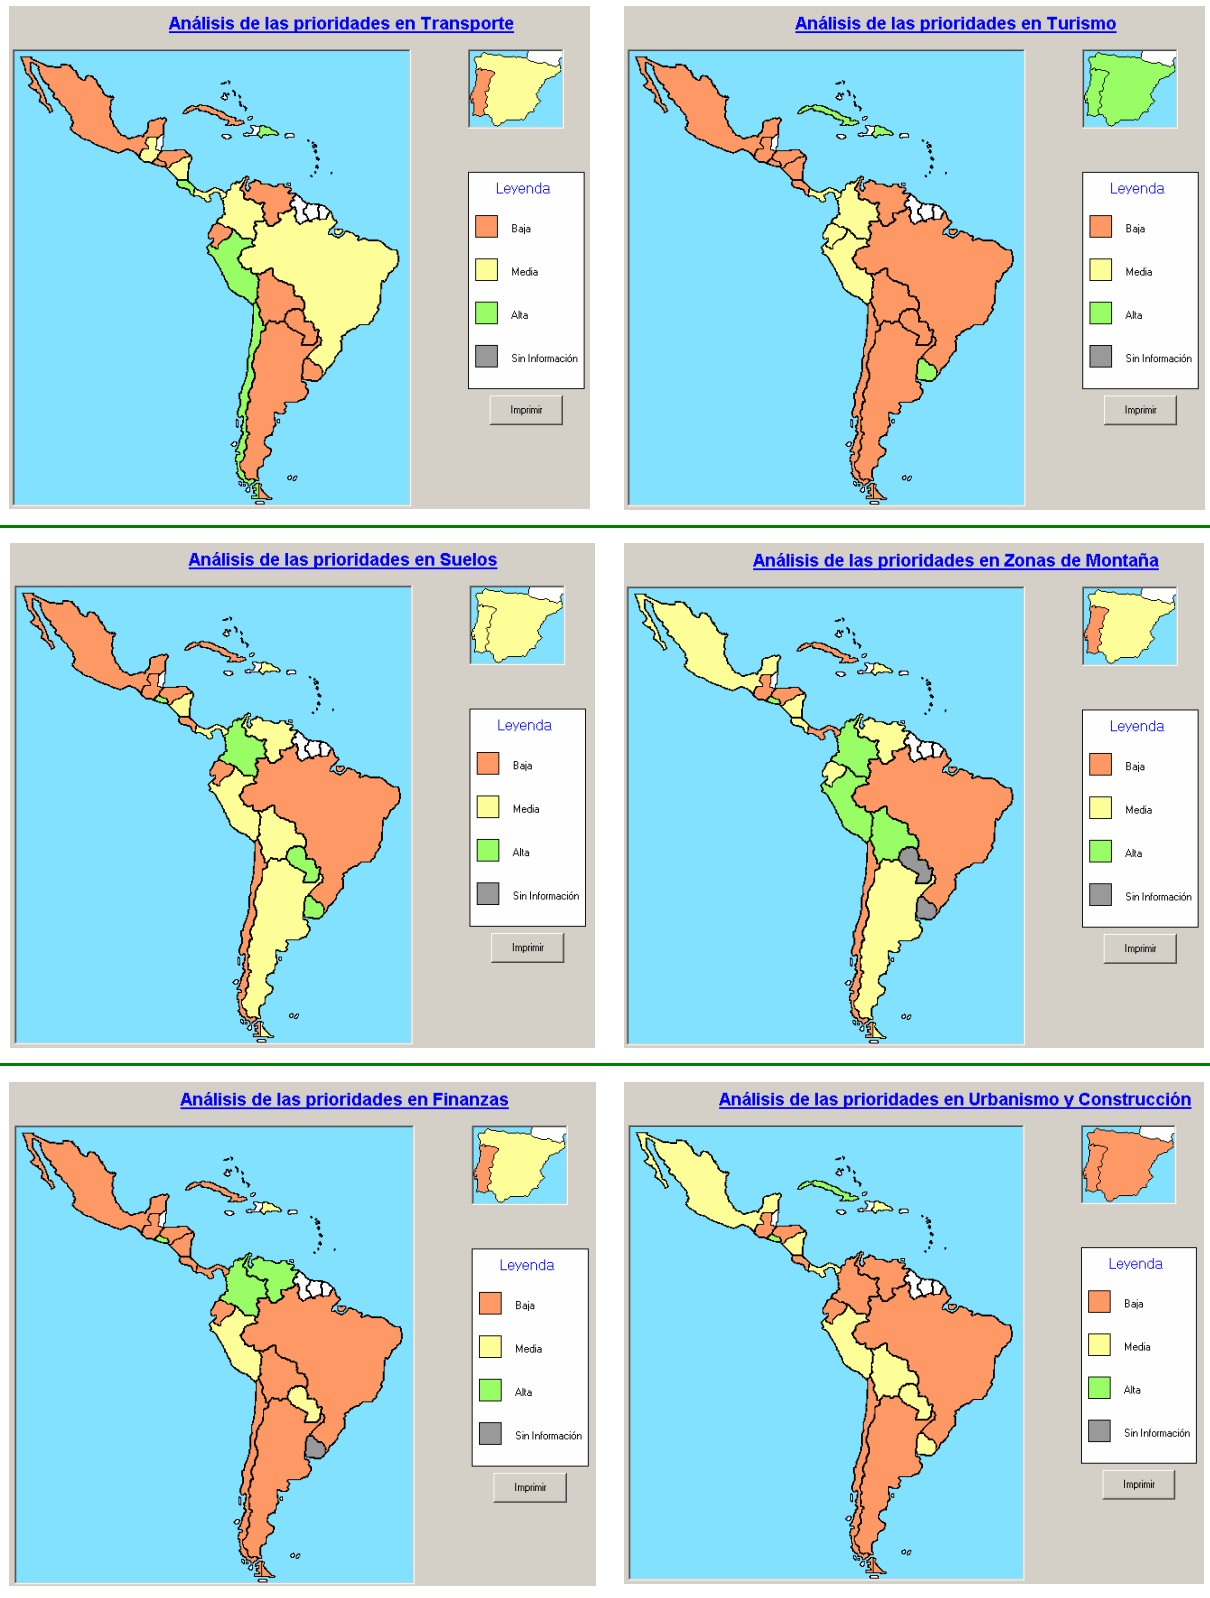 Análisis de las prioridades en Transporte
Leyenda
Baja
Media
Alta
Sin Información
Imprimir
Análisis de las prioridades en Turismo
Leyenda
Baja
Media
Alta
Sin Información
Imprimir
Análisis de las prioridades en Suelos
Leyenda
Baja
Media
Alta
Sin Información
Imprimir
Análisis de las prioridades en Zonas de Montaña
Leyenda
Baja
Media
Alta
Sin Información
Imprimir
Análisis de las prioridades en Finanzas
Leyenda
Baja
Media
Alta
Sin Información
Imprimir
Análisis de las prioridades en Urbanismo y Construcción
Leyenda
Baja
Media
Alta
Sin Información
Imprimir